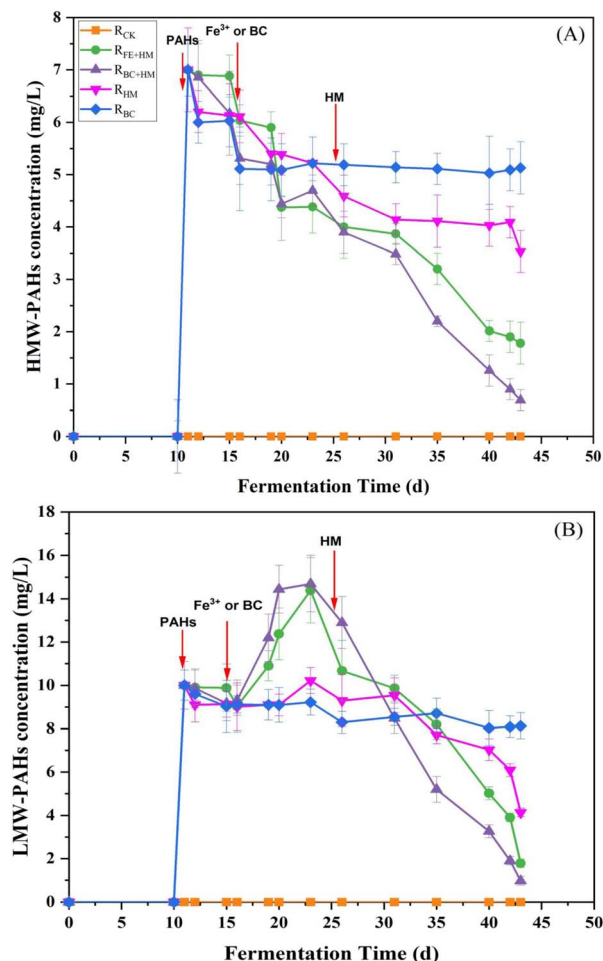 (A)
PAHs
Fe³⁺ or BC
HM
R_CK
R_FE+HM
R_BC+HM
R_HM
R_BC
HMW-PAHs concentration (mg/L)
8
7
6
5
4
3
2
1
0
0 5 10 15 20 25 30 35 40 45 50
Fermentation Time (d)
(B)
HM
Fe³⁺ or BC
PAHs
LMW-PAHs concentration (mg/L)
18
16
14
12
10
8
6
4
2
0
0 5 10 15 20 25 30 35 40 45 50
Fermentation Time (d)